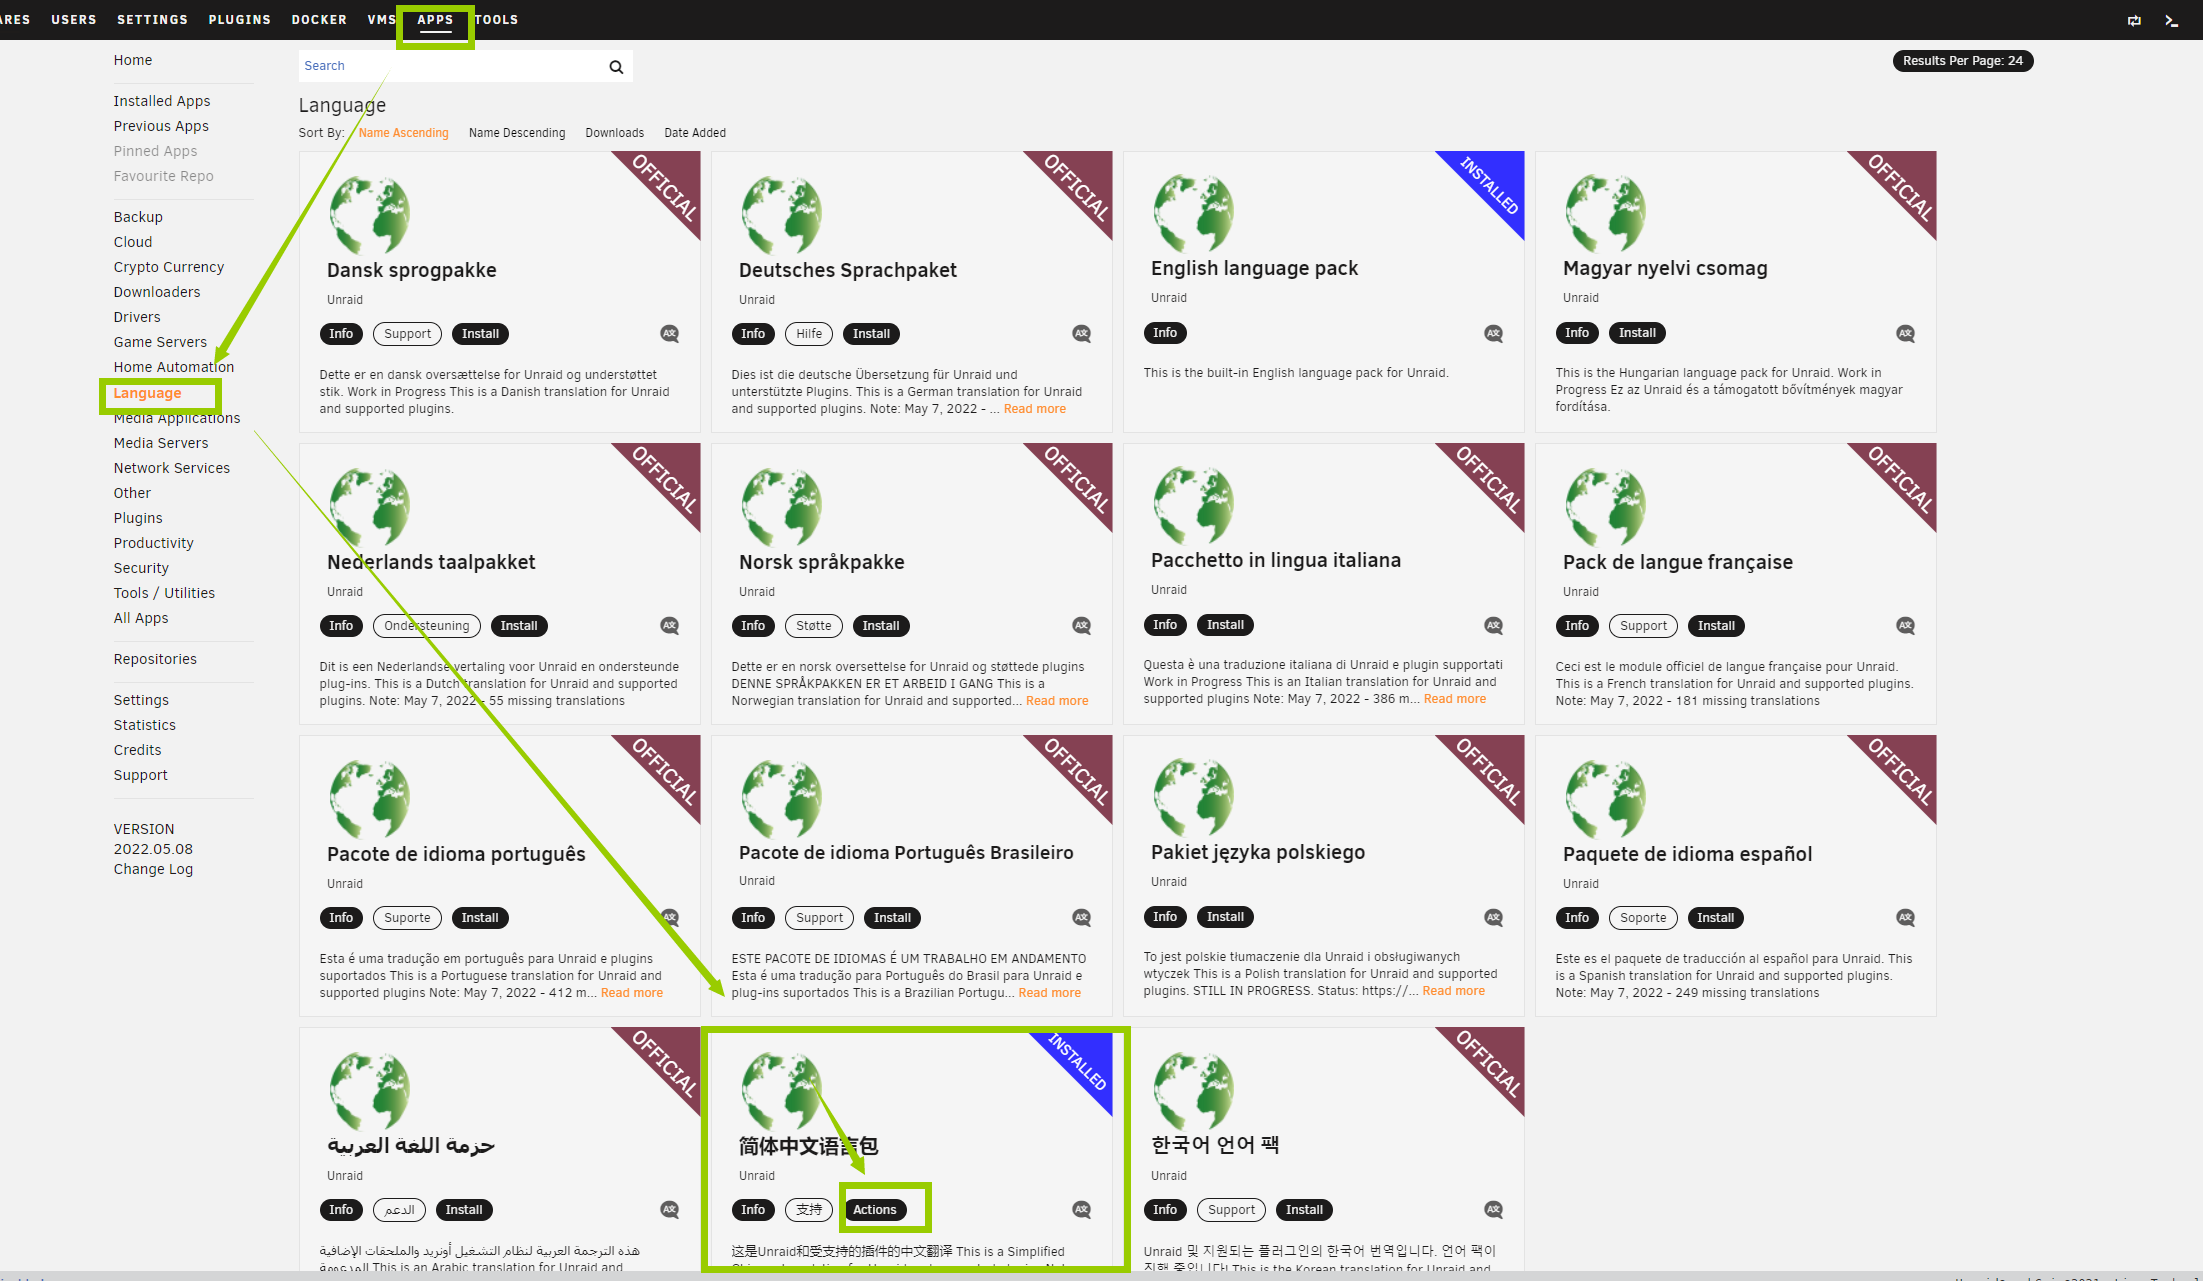 ARES USERS SETTINGS PLUGINS DOCKER VMS APPS TOOLS
Home
Installed Apps
Previous Apps
Pinned Apps
Favourite Repo
Backup
Cloud
Crypto Currency
Downloaders
Drivers
Game Servers
Home Automation
Language
Media Applications
Media Servers
Network Services
Other
Plugins
Productivity
Security
Tools / Utilities
All Apps
Repositories
Settings
Statistics
Credits
Support
VERSION
2022.05.08
Change Log
Search
Results Per Page: 24
Language
Sort By: Name Ascending Name Descending Downloads Date Added
OFFICIAL
Dansk sprogpakke
Unraid
Info Support Install
Dette er en dansk oversættelse for Unraid og understøttet
stik. Work in Progress This is a Danish translation for Unraid
and supported plugins.
OFFICIAL
Deutsches Sprachpaket
Unraid
Info Hilfe Install
Dies ist die deutsche Übersetzung für Unraid und
unterstützte Plugins. This is a German translation for Unraid
and supported plugins. Note: May 7, 2022 - ... Read more
INSTALLED
English language pack
Unraid
Info
This is the built-in English language pack for Unraid.
OFFICIAL
Magyar nyelvi csomag
Unraid
Info Install
This is the Hungarian language pack for Unraid. Work in
Progress Ez az Unraid és a támogatott bővítmények magyar
fordítása.
OFFICIAL
Nederlands taalpakket
Unraid
Info Ondersteuning Install
Dit is een Nederlandse vertaling voor Unraid en ondersteunde
plug-ins. This is a Dutch translation for Unraid and supported
plugins. Note: May 7, 2022 - 55 missing translations
OFFICIAL
Norsk språkpakke
Unraid
Info Støtte Install
Dette er en norsk oversettelse for Unraid og støttede plugins
DENNE SPRÅKPAKKEN ER ET ARBEID I GANG This is a
Norwegian translation for Unraid and supported... Read more
OFFICIAL
Pacchetto in lingua italiana
Unraid
Info Install
Questa è una traduzione italiana di Unraid e plugin supportati
Work in Progress This is an Italian translation for Unraid and
supported plugins Note: May 7, 2022 - 386 m... Read more
OFFICIAL
Pack de langue française
Unraid
Info Support Install
Ceci est le module officiel de langue française pour Unraid.
This is a French translation for Unraid and supported plugins.
Note: May 7, 2022 - 181 missing translations
OFFICIAL
Pacote de idioma português
Unraid
Info Suporte Install
Esta é uma tradução em português para Unraid e plugins
suportados This is a Portuguese translation for Unraid and
supported plugins Note: May 7, 2022 - 412 m... Read more
OFFICIAL
Pacote de idioma Português Brasileiro
Unraid
Info Support Install
ESTE PACOTE DE IDIOMAS É UM TRABALHO EM ANDAMENTO
Esta é uma tradução para Português do Brasil para Unraid e
plug-ins suportados This is a Brazilian Portugu... Read more
OFFICIAL
Pakiet języka polskiego
Unraid
Info Install
To jest polskie tłumaczenie dla Unraid i obsługiwanych
wtyczek This is a Polish translation for Unraid and supported
plugins. STILL IN PROGRESS. Status: https://... Read more
OFFICIAL
Paquete de idioma español
Unraid
Info Soporte Install
Este es el paquete de traducción al español para Unraid. This
is a Spanish translation for Unraid and supported plugins.
Note: May 7, 2022 - 249 missing translations
OFFICIAL
حزمة اللغة العربية
Unraid
Info الدعم Install
هذه الترجمة العربية لنظام التشغيل أونريد والملحقات الإضافية
المدعومة This is an Arabic translation for Unraid and
INSTALLED
简体中文语言包
Unraid
Info 支持 Actions
这是Unraid和受支持的插件的中文翻译 This is a Simplified
OFFICIAL
한국어 언어 팩
Unraid
Info Support Install
Unraid 및 지원되는 플러그인의 한국어 번역입니다. 언어 팩이
진행 중입니다! This is the Korean translation for Unraid and